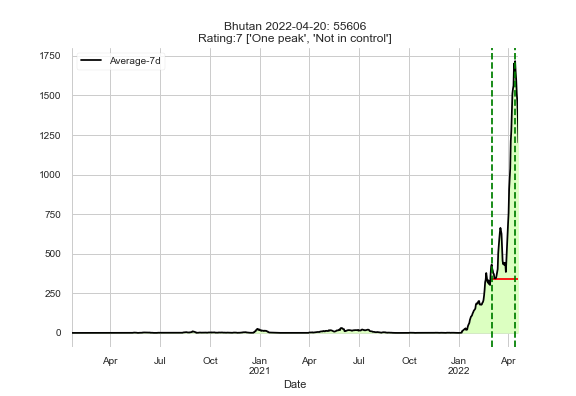 Bhutan 2022-04-20: 55606
Rating:7 ['One peak', 'Not in control']
Average-7d
1750
1500
1250
1000
750
500
250
0
Apr Jul Oct Jan Apr Jul Oct Jan Apr
2021 2022
Date